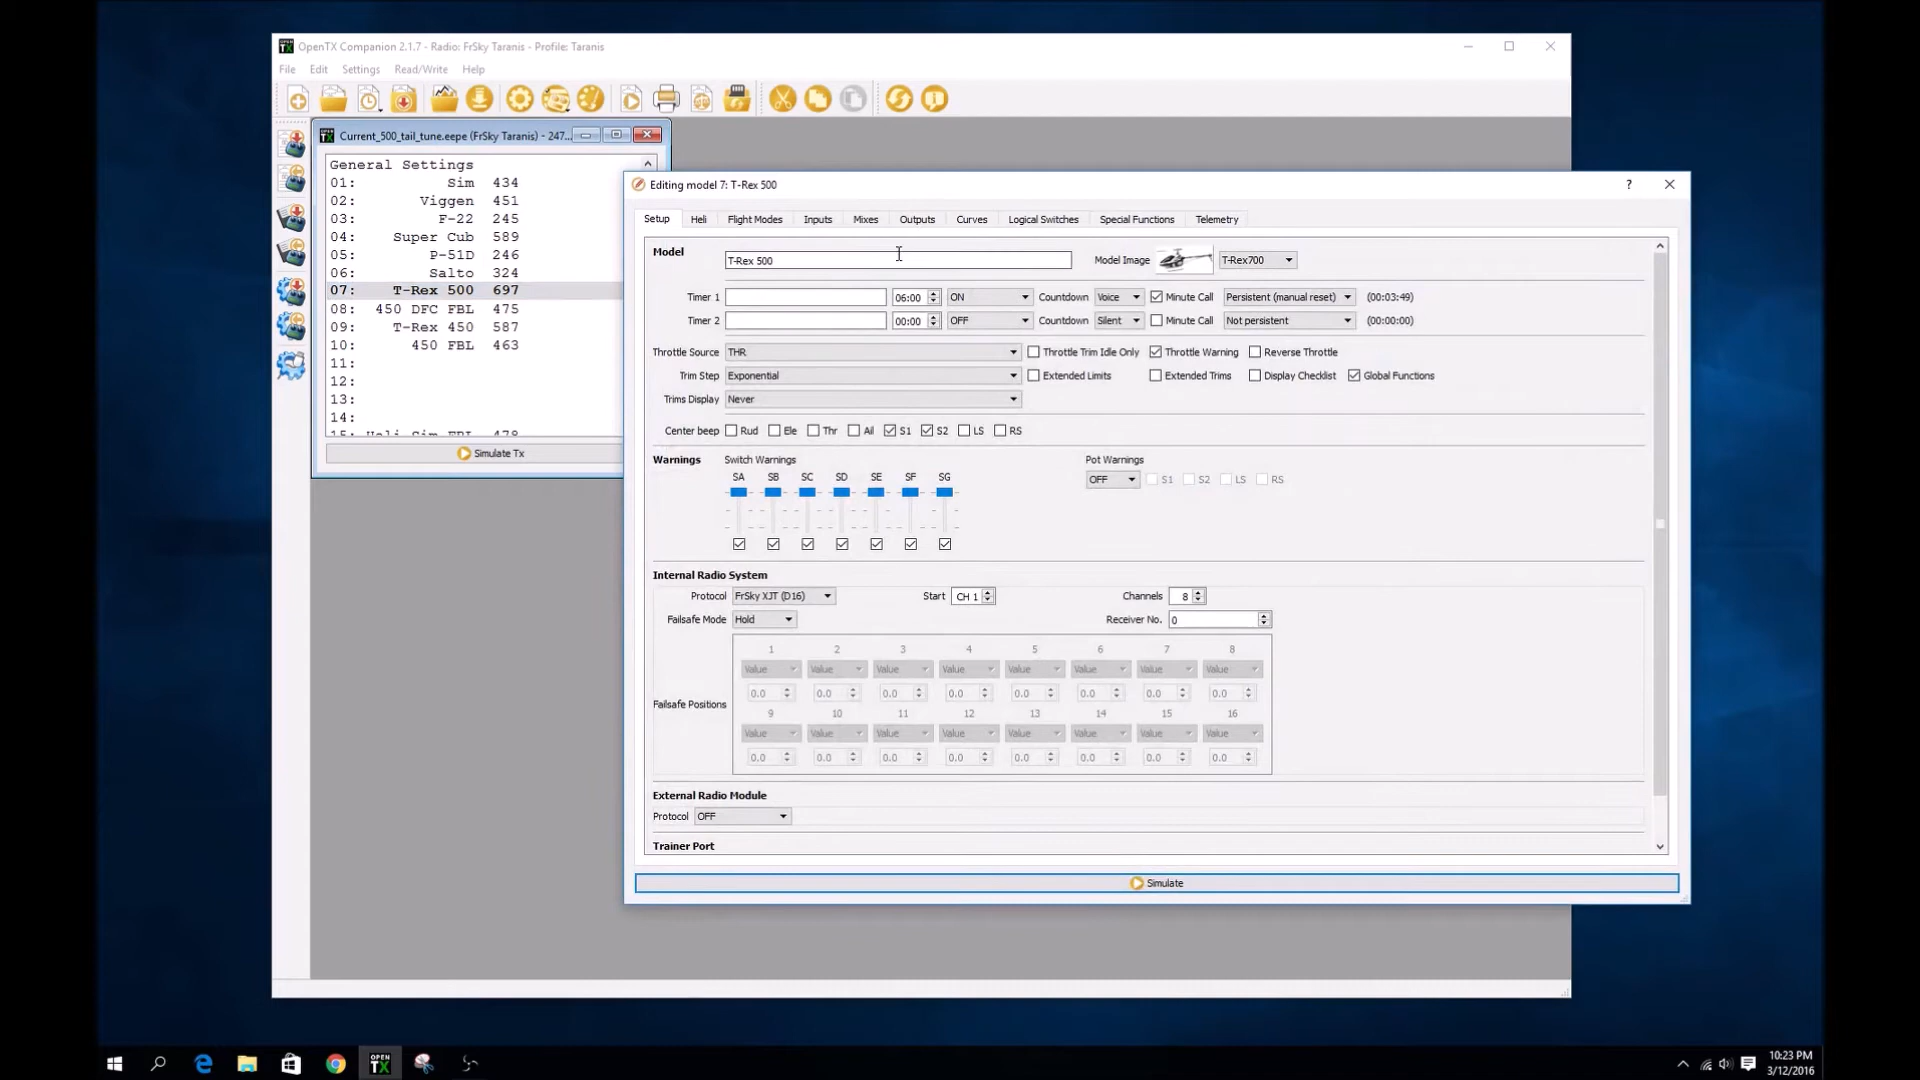 OpenTX Companion 2.1.7 - Radio: FrSky Taranis - Profile: Taranis
File Edit Settings Read/Write Help
Current_500_tail_tune.eepe (FrSky Taranis) - 247...
General Settings
01: Sim 434
02: Viggen 451
03: F-22 245
04: Super Cub 589
05: P-51D 246
06: Salto 324
07: T-Rex 500 697
08: 450 DFC FBL 475
09: T-Rex 450 587
10: 450 FBL 463
11:
12:
13:
14:
15: Heli Sim FBL 478
Simulate Tx
Editing model 7: T-Rex 500
?
Setup Heli Flight Modes Inputs Mixes Outputs Curves Logical Switches Special Functions Telemetry
Model T-Rex 500 Model Image T-Rex700
Timer 1 06:00 ON Countdown Voice Minute Call Persistent (manual reset) (00:03:49)
Timer 2 00:00 OFF Countdown Silent Minute Call Not persistent (00:00:00)
Throttle Source THR Throttle Trim Idle Only Throttle Warning Reverse Throttle
Trim Step Exponential Extended Limits Extended Trims Display Checklist Global Functions
Trims Display Never
Center beep Rud Ele Thr Ail S1 S2 LS RS
Warnings Switch Warnings Pot Warnings
SA SB SC SD SE SF SG OFF S1 S2 LS RS
Internal Radio System
Protocol FrSky XJT (D16) Start CH 1 Channels 8
Failsafe Mode Hold Receiver No. 0
1 2 3 4 5 6 7 8
Value Value Value Value Value Value Value Value
0.0 0.0 0.0 0.0 0.0 0.0 0.0 0.0
Failsafe Positions
9 10 11 12 13 14 15 16
Value Value Value Value Value Value Value Value
0.0 0.0 0.0 0.0 0.0 0.0 0.0 0.0
External Radio Module
Protocol OFF
Trainer Port
Simulate
OPEN
TX
10:23 PM
3/12/2016